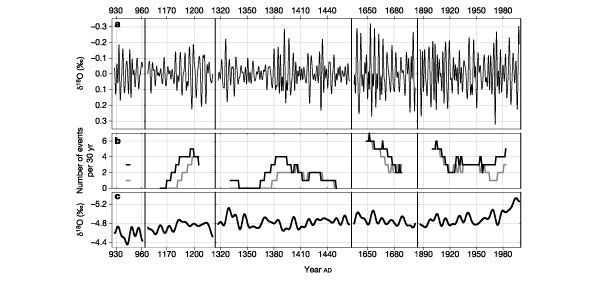 930 960 1170 1200 1320 1350 1380 1410 1440 1650 1680 890 1920 1950 1980
a
−0.3
−0.2
−0.1
0.0
0.1
0.2
0.3
δ¹⁸O (‰)
b
6
4
2
0
Number of events
per 30 yr
c
−5.2
−4.8
−4.4
δ¹⁸O (‰)
930 960 1170 1200 1320 1350 1380 1410 1440 1650 1680 1890 1920 1950 1980
Year AD